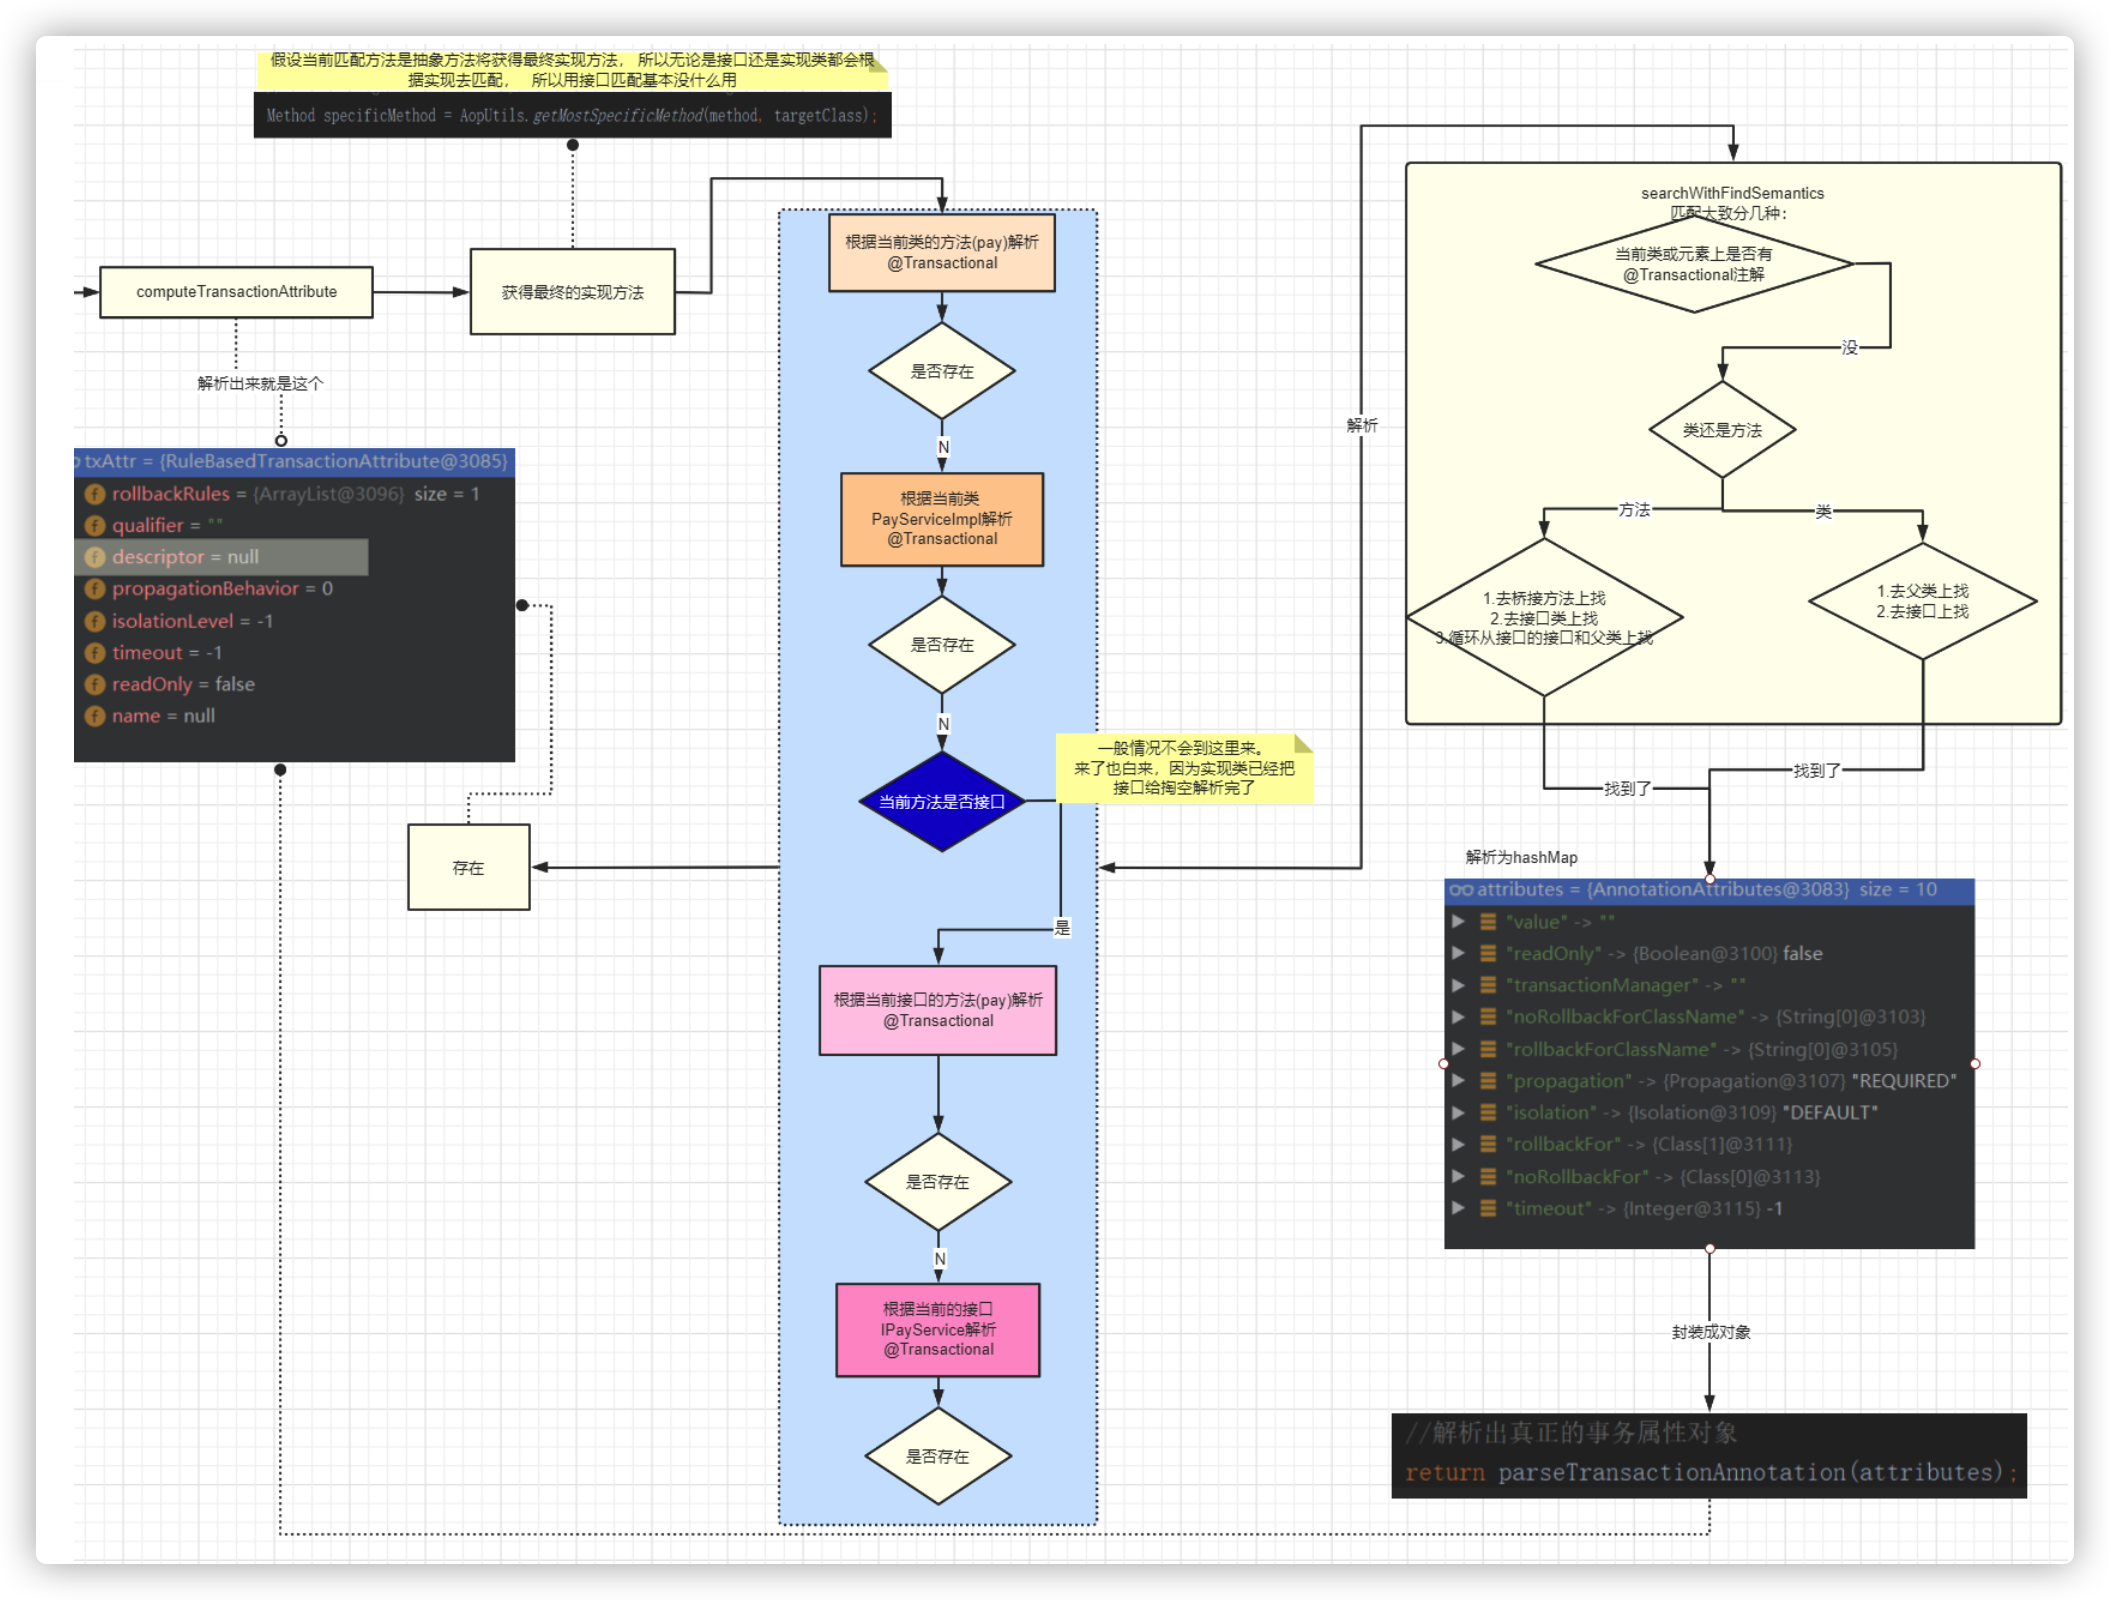 假设当前匹配方法是抽象方法将获得最终实现方法， 所以无论是接口还是实现类都会根
据实现去匹配， 所以用接口匹配基本没什么用
Method specificMethod = AopUtils.getMostSpecificMethod(method, targetClass);
computeTransactionAttribute
获得最终的实现方法
解析出来就是这个
txAttr = {RuleBasedTransactionAttribute@3085}
rollbackRules = {ArrayList@3096} size = 1
qualifier = ""
descriptor = null
propagationBehavior = 0
isolationLevel = -1
timeout = -1
readOnly = false
name = null
存在
根据当前类的方法(pay)解析
@Transactional
是否存在
N
根据当前类
PayServiceImpl解析
@Transactional
是否存在
N
当前方法是否接口
一般情况不会到这里来。
来了也白来，因为实现类已经把
接口给掏空解析完了
是
根据当前接口的方法(pay)解析
@Transactional
是否存在
N
根据当前的接口
IPayService解析
@Transactional
是否存在
解析
searchWithFindSemantics
匹配大致分几种：
当前类或元素上是否有
@Transactional注解
没
类还是方法
方法
类
1.去桥接方法上找
2.去接口类上找
3.循环从接口的接口和父类上找
1.去父类上找
2.去接口上找
找到了
找到了
解析为hashMap
attributes = {AnnotationAttributes@3083} size = 10
"value" -> ""
"readOnly" -> {Boolean@3100} false
"transactionManager" -> ""
"noRollbackForClassName" -> {String[0]@3103}
"rollbackForClassName" -> {String[0]@3105}
"propagation" -> {Propagation@3107} "REQUIRED"
"isolation" -> {Isolation@3109} "DEFAULT"
"rollbackFor" -> {Class[1]@3111}
"noRollbackFor" -> {Class[0]@3113}
"timeout" -> {Integer@3115} -1
封装成对象
//解析出真正的事务属性对象
return parseTransactionAnnotation(attributes);